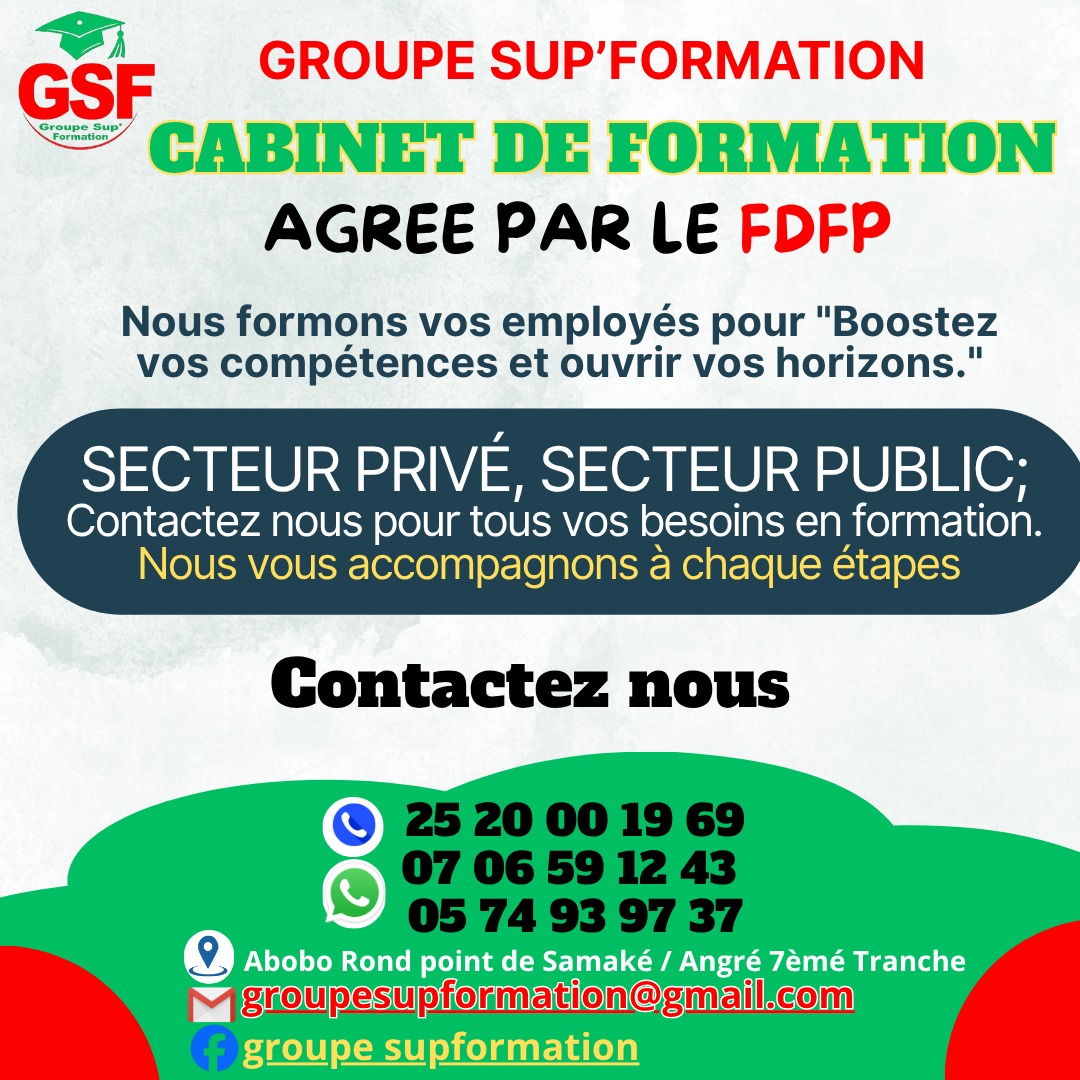 GSF
Groupe Sup'
Formation
GROUPE SUP’FORMATION
CABINET DE FORMATION
AGREE PAR LE FDFP
Nous formons vos employés pour "Boostez
vos compétences et ouvrir vos horizons."
SECTEUR PRIVÉ, SECTEUR PUBLIC;
Contactez nous pour tous vos besoins en formation.
Nous vous accompagnons à chaque étapes
Contactez nous
25 20 00 19 69
07 06 59 12 43
05 74 93 97 37
Abobo Rond point de Samaké / Angré 7èmé Tranche
groupesupformation@gmail.com
groupe supformation